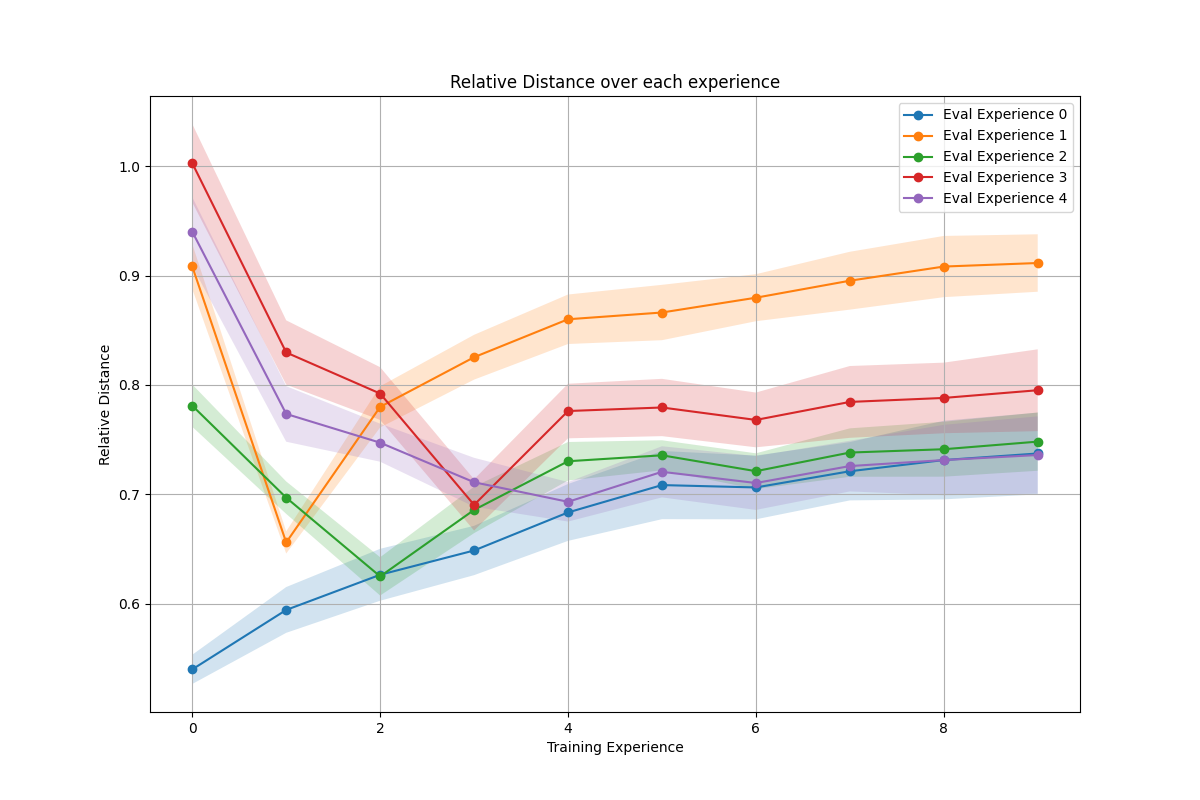 Relative Distance over each experience
Eval Experience 0
Eval Experience 1
Eval Experience 2
Eval Experience 3
Eval Experience 4
Relative Distance
1.0
0.9
0.8
0.7
0.6
0 2 4 6 8
Training Experience